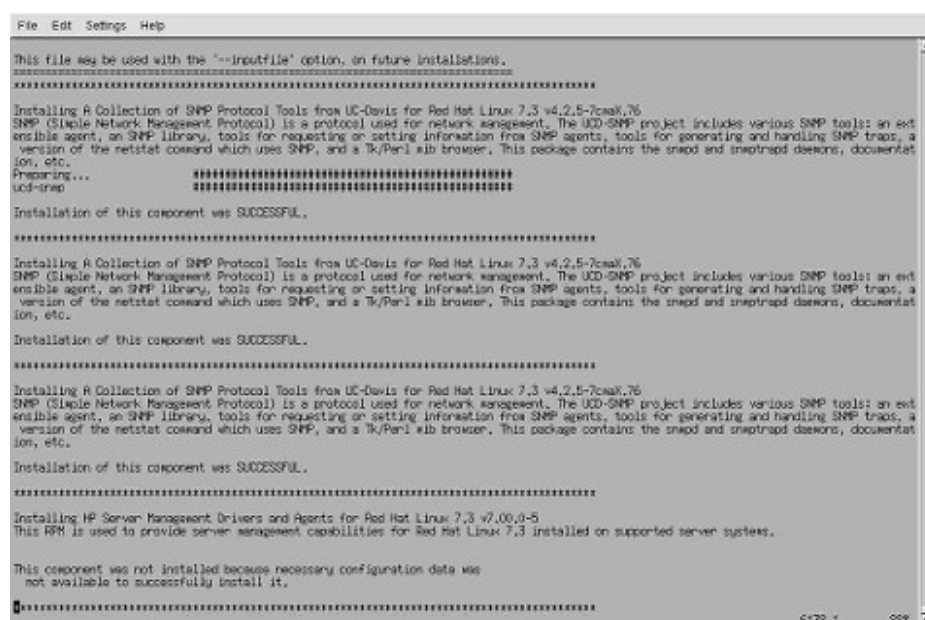 File Edit Settings Help
This file may be used with the '--inputfile' option, on future installations.
==============================================================================
*******************************************************************************************
Installing A Collection of SNMP Protocol Tools from UC-Davis for Red Hat Linux 7.3 v4.2.5-7cmaX.76
SNMP (Simple Network Management Protocol) is a protocol used for network management. The UCD-SNMP project includes various SNMP tools: an ext
ensible agent, an SNMP library, tools for requesting or setting information from SNMP agents, tools for generating and handling SNMP traps, a
version of the netstat command which uses SNMP, and a Tk/Perl mib browser. This package contains the snmpd and snmptrapd daemons, documentat
ion, etc.
Preparing... ##################################################
ucd-snmp ##################################################
Installation of this component was SUCCESSFUL.
*******************************************************************************************
Installing A Collection of SNMP Protocol Tools from UC-Davis for Red Hat Linux 7.3 v4.2.5-7cmaX.76
SNMP (Simple Network Management Protocol) is a protocol used for network management. The UCD-SNMP project includes various SNMP tools: an ext
ensible agent, an SNMP library, tools for requesting or setting information from SNMP agents, tools for generating and handling SNMP traps, a
version of the netstat command which uses SNMP, and a Tk/Perl mib browser. This package contains the snmpd and snmptrapd daemons, documentat
ion, etc.
Installation of this component was SUCCESSFUL.
*******************************************************************************************
Installing A Collection of SNMP Protocol Tools from UC-Davis for Red Hat Linux 7.3 v4.2.5-7cmaX.76
SNMP (Simple Network Management Protocol) is a protocol used for network management. The UCD-SNMP project includes various SNMP tools: an ext
ensible agent, an SNMP library, tools for requesting or setting information from SNMP agents, tools for generating and handling SNMP traps, a
version of the netstat command which uses SNMP, and a Tk/Perl mib browser. This package contains the snmpd and snmptrapd daemons, documentat
ion, etc.
Installation of this component was SUCCESSFUL.
*******************************************************************************************
Installing HP Server Management Drivers and Agents for Red Hat Linux 7.3 v7.00.0-5
This RPM is used to provide server management capabilities for Red Hat Linux 7.3 installed on supported server systems.
This component was not installed because necessary configuration data was
not available to successfully install it.
*******************************************************************************************